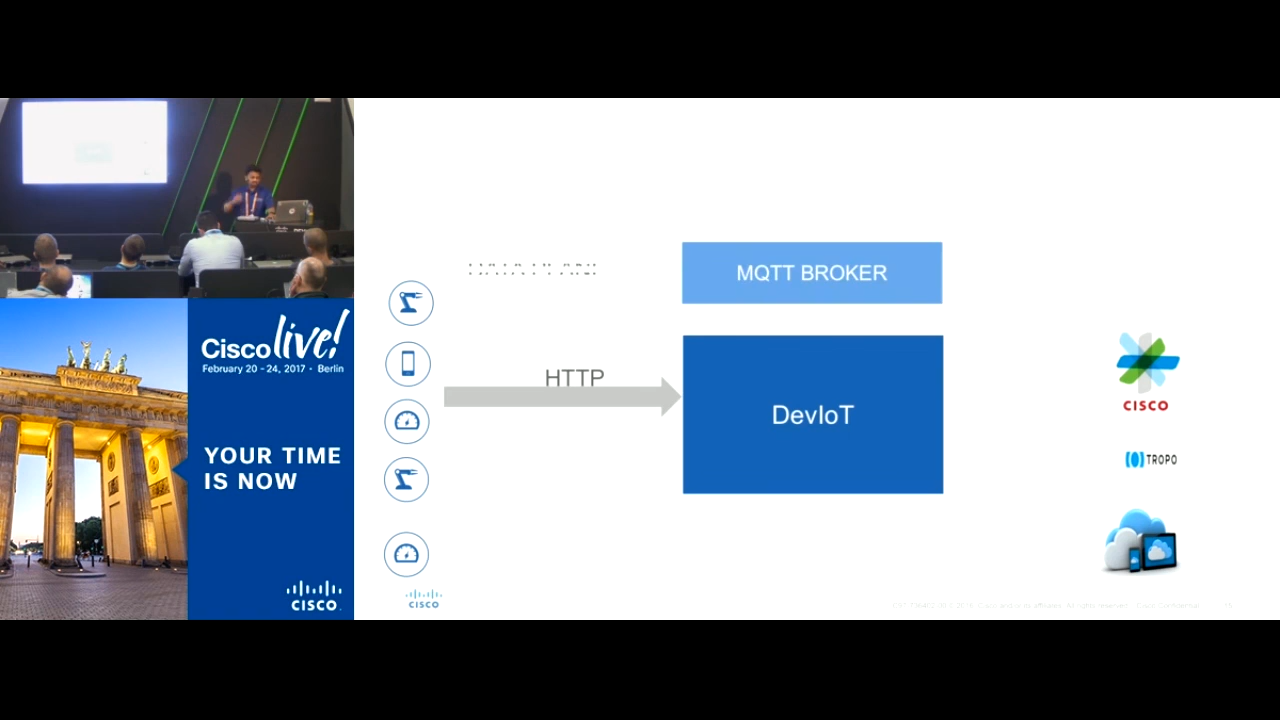 Cisco live!
February 20 - 24, 2017 • Berlin
YOUR TIME
IS NOW
CISCO
MQTT BROKER
HTTP
DevIoT
CISCO
TROPO
CISCO